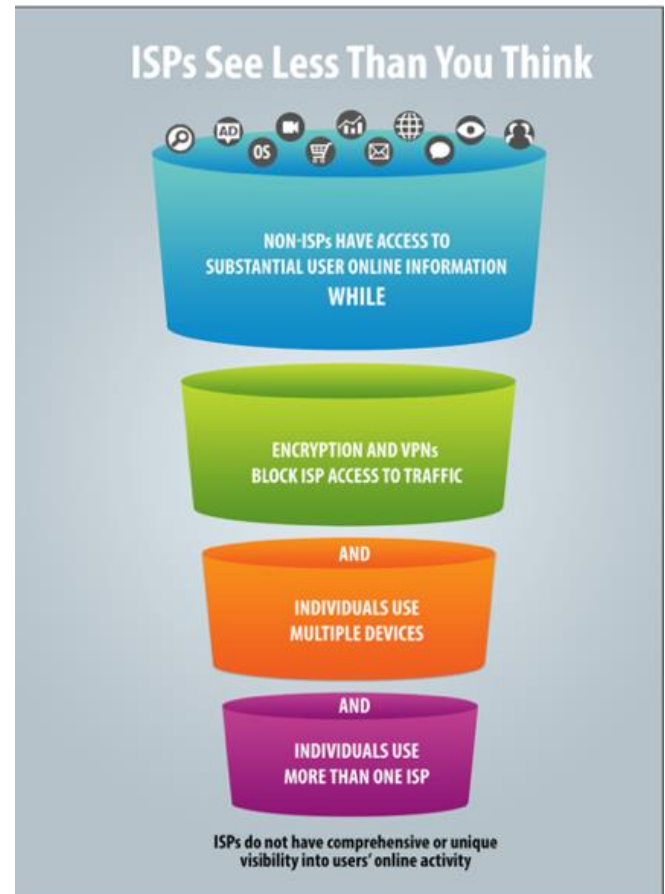 ISPs See Less Than You Think
AD
OS
NON-ISPs HAVE ACCESS TO
SUBSTANTIAL USER ONLINE INFORMATION
WHILE
ENCRYPTION AND VPNs
BLOCK ISP ACCESS TO TRAFFIC
AND
INDIVIDUALS USE
MULTIPLE DEVICES
AND
INDIVIDUALS USE
MORE THAN ONE ISP
ISPs do not have comprehensive or unique
visibility into users' online activity